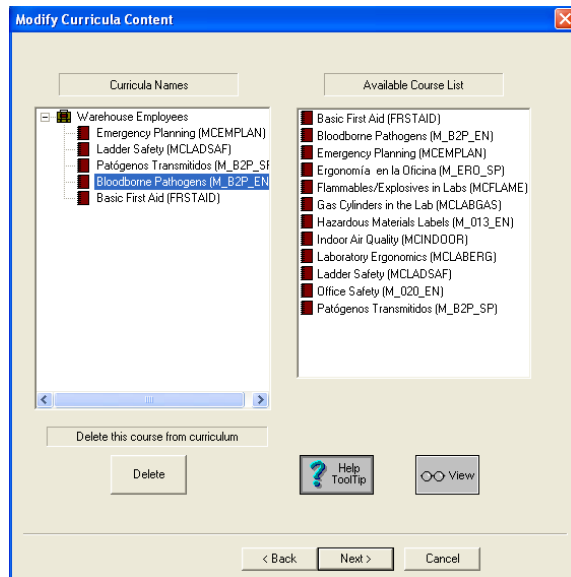 Modify Curricula Content
Curricula Names
Available Course List
Warehouse Employees
Emergency Planning (MCEMPLAN)
Ladder Safety (MCLADSAF)
Patógenos Transmitidos (M_B2P_SF
Bloodborne Pathogens (M_B2P_EN
Basic First Aid (FRSTAID)
Basic First Aid (FRSTAID)
Bloodborne Pathogens (M_B2P_EN)
Emergency Planning (MCEMPLAN)
Ergonomía en la Oficina (M_ERO_SP)
Flammables/Explosives in Labs (MCFLAME)
Gas Cylinders in the Lab (MCLABGAS)
Hazardous Materials Labels (M_013_EN)
Indoor Air Quality (MCINDOOR)
Laboratory Ergonomics (MCLABERG)
Ladder Safety (MCLADSAF)
Office Safety (M_020_EN)
Patógenos Transmitidos (M_B2P_SP)
Delete this course from curriculum
Delete
? Help
ToolTip
View
< Back
Next >
Cancel